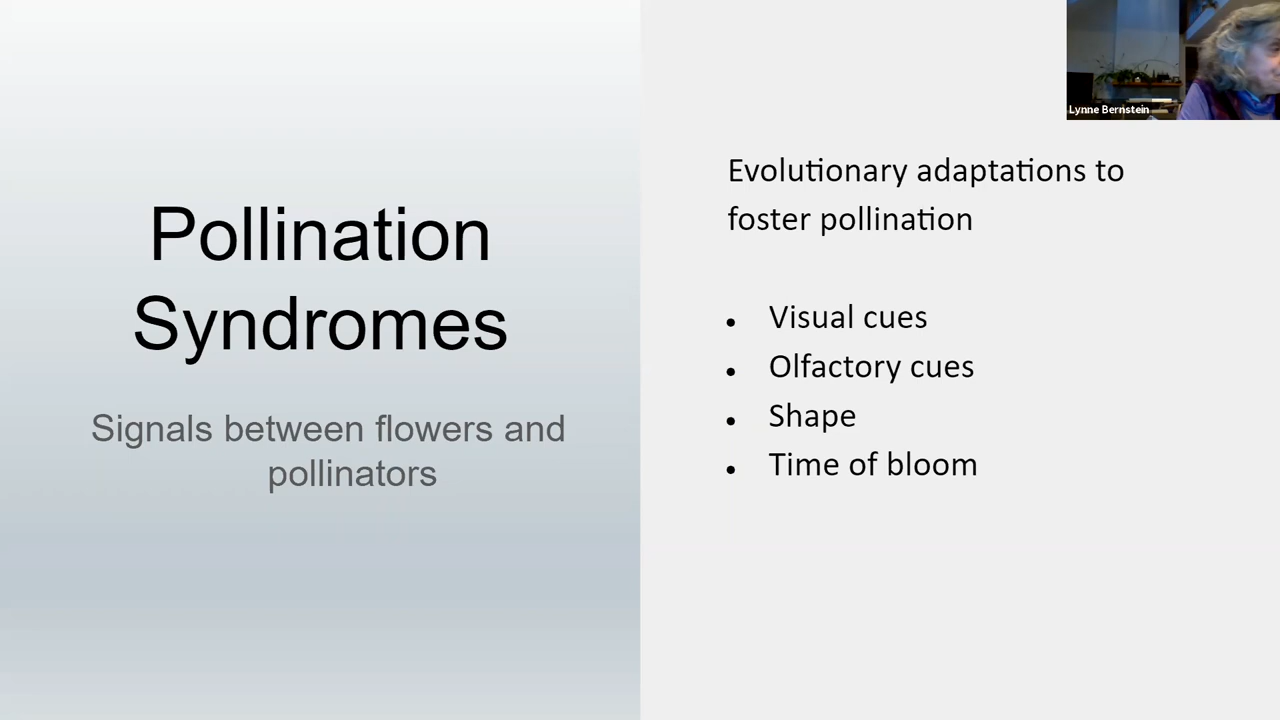 Pollination
Syndromes
Signals between flowers and
pollinators
Lynne Bernstein
Evolutionary adaptations to
foster pollination
• Visual cues
• Olfactory cues
• Shape
• Time of bloom